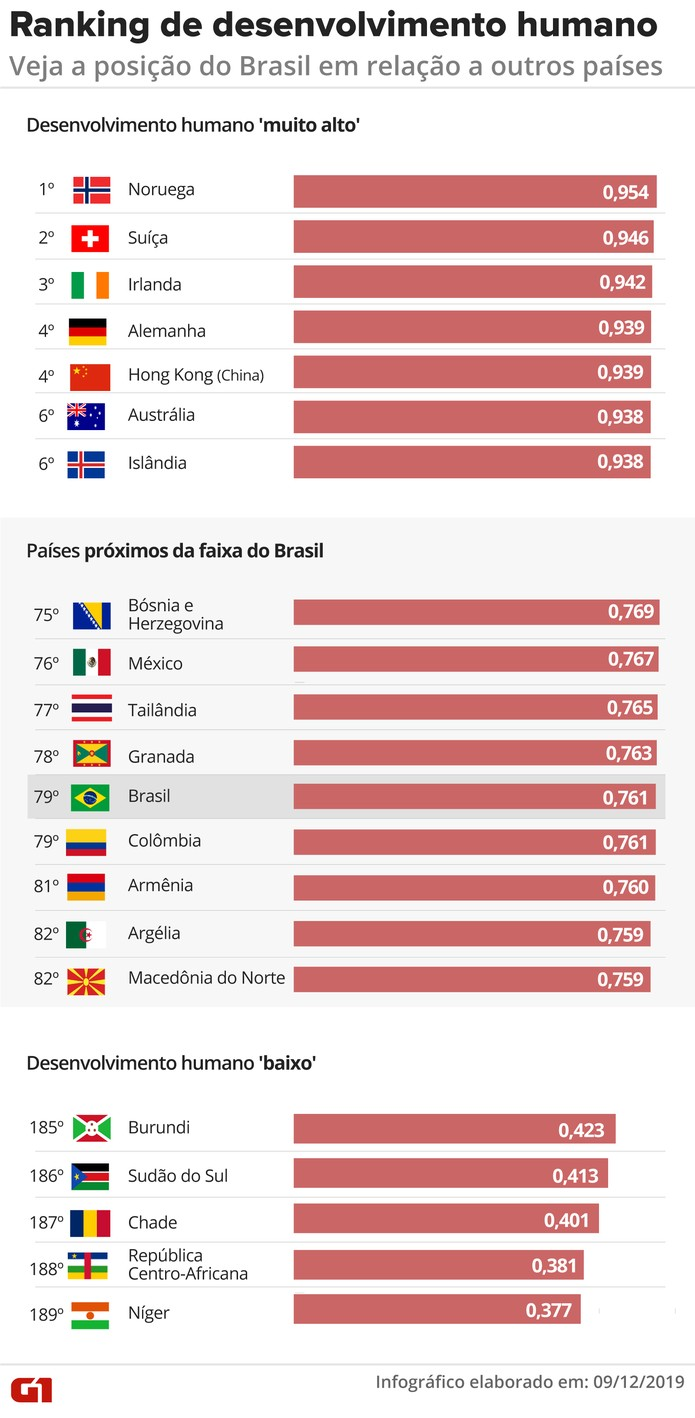 Ranking de desenvolvimento humano
Veja a posição do Brasil em relação a outros países
Desenvolvimento humano 'muito alto'
1º Noruega 0,954
2º Suíça 0,946
3º Irlanda 0,942
4º Alemanha 0,939
4º Hong Kong (China) 0,939
6º Austrália 0,938
6º Islândia 0,938
Países próximos da faixa do Brasil
75º Bósnia e
Herzegovina 0,769
76º México 0,767
77º Tailândia 0,765
78º Granada 0,763
79º Brasil 0,761
79º Colômbia 0,761
81º Armênia 0,760
82º Argélia 0,759
82º Macedônia do Norte 0,759
Desenvolvimento humano 'baixo'
185º Burundi 0,423
186º Sudão do Sul 0,413
187º Chade 0,401
188º República
Centro-Africana 0,381
189º Níger 0,377
G1
Infográfico elaborado em: 09/12/2019